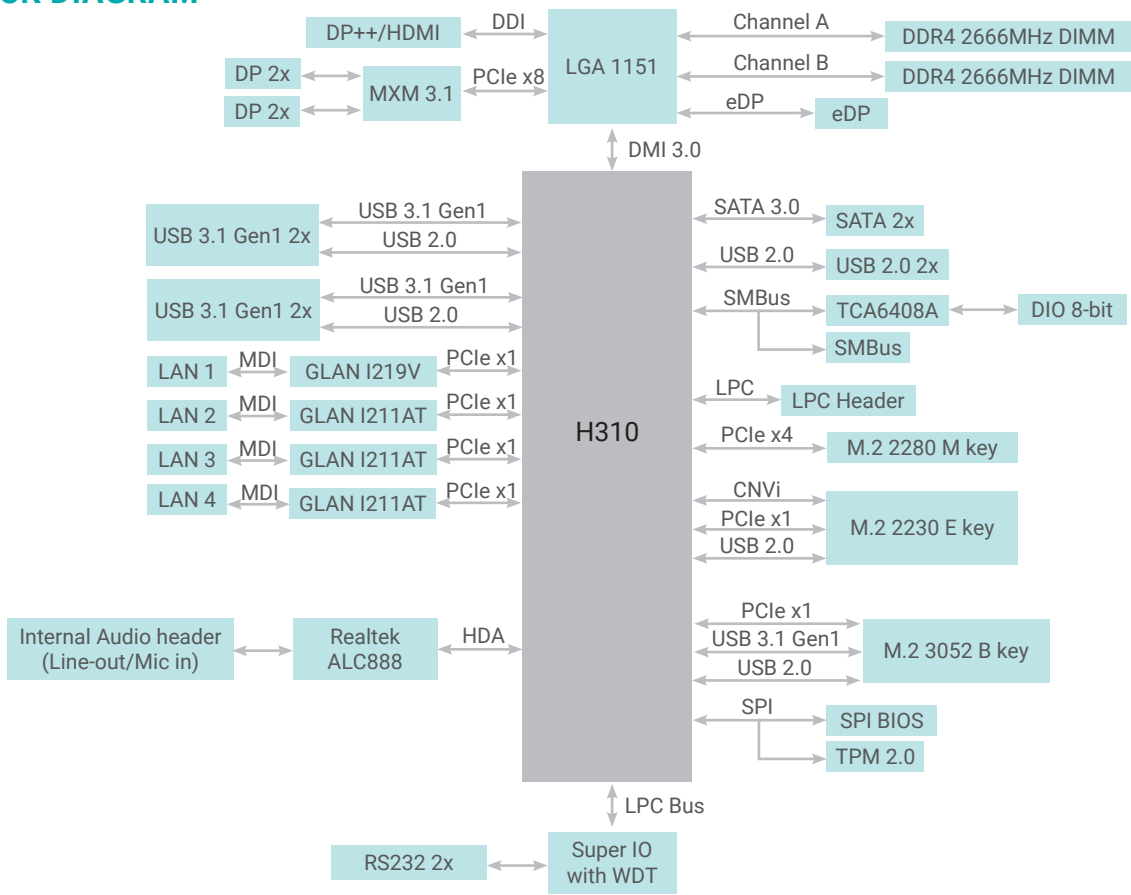 DP++/HDMI
DDI
LGA 1151
Channel A
DDR4 2666MHz DIMM
DP 2x
MXM 3.1
PCIe x8
Channel B
DDR4 2666MHz DIMM
DP 2x
eDP
eDP
DMI 3.0
USB 3.1 Gen1 2x
USB 3.1 Gen1
USB 2.0
USB 3.1 Gen1 2x
USB 3.1 Gen1
USB 2.0
LAN 1
MDI
GLAN I219V
PCIe x1
LAN 2
MDI
GLAN I211AT
PCIe x1
LAN 3
MDI
GLAN I211AT
PCIe x1
LAN 4
MDI
GLAN I211AT
PCIe x1
Internal Audio header
(Line-out/Mic in)
Realtek
ALC888
HDA
H310
SATA 3.0
SATA 2x
USB 2.0
USB 2.0 2x
SMBus
TCA6408A
DIO 8-bit
SMBus
LPC
LPC Header
PCIe x4
M.2 2280 M key
CNVi
PCIe x1
USB 2.0
M.2 2230 E key
PCIe x1
USB 3.1 Gen1
USB 2.0
M.2 3052 B key
SPI
SPI BIOS
TPM 2.0
LPC Bus
RS232 2x
Super IO
with WDT